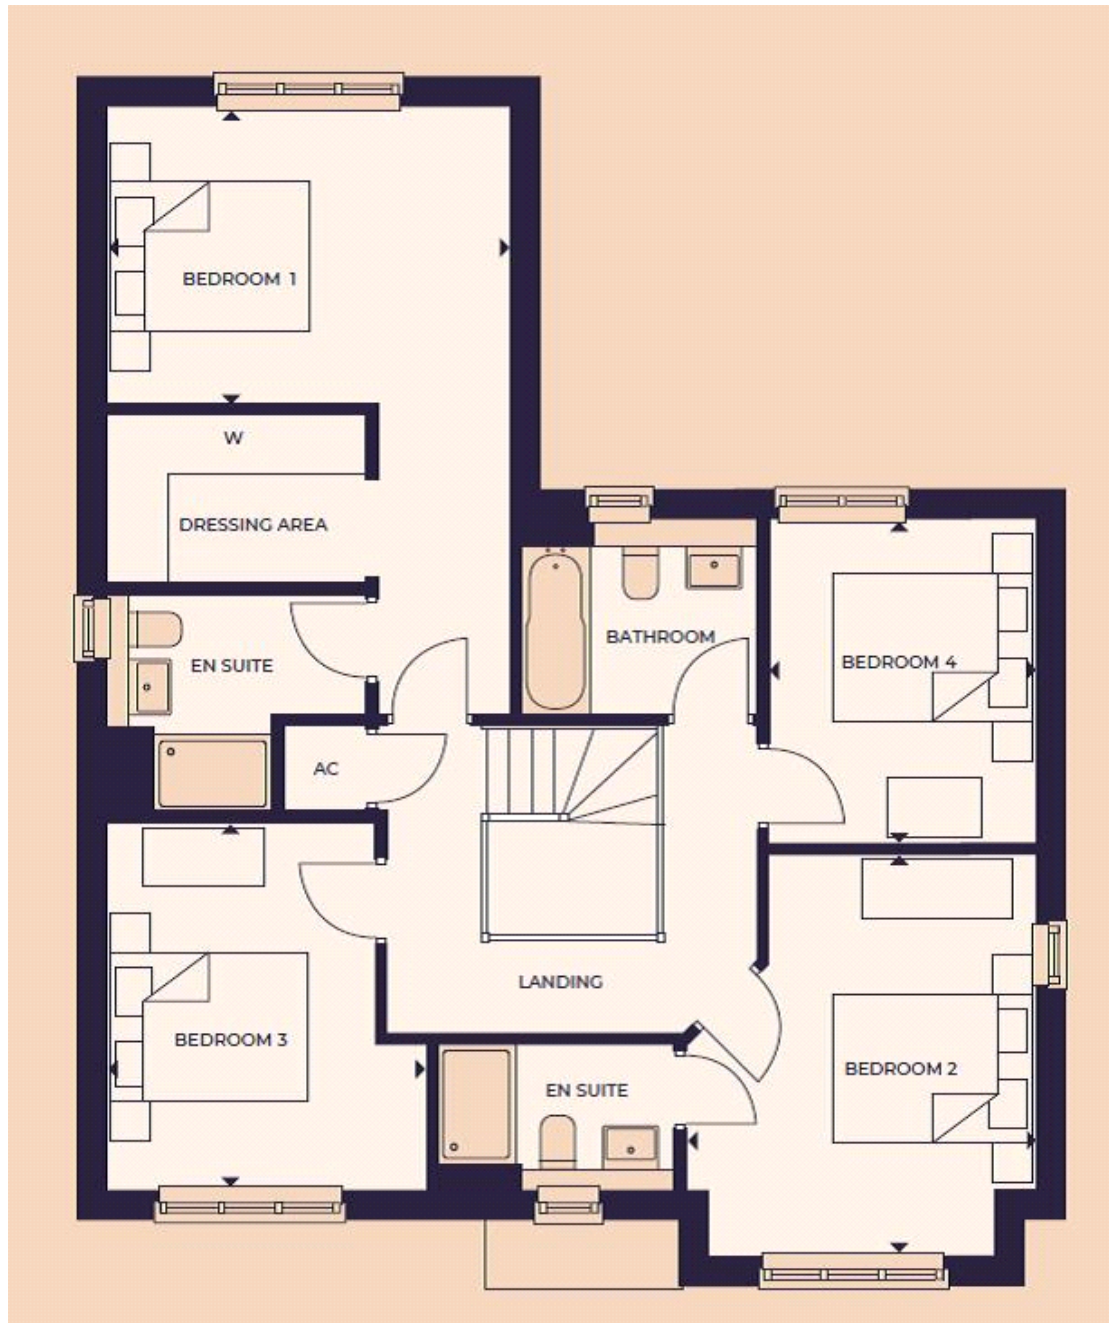 BEDROOM 1
W
DRESSING AREA
EN SUITE
BATHROOM
BEDROOM 4
AC
LANDING
BEDROOM 3
EN SUITE
BEDROOM 2